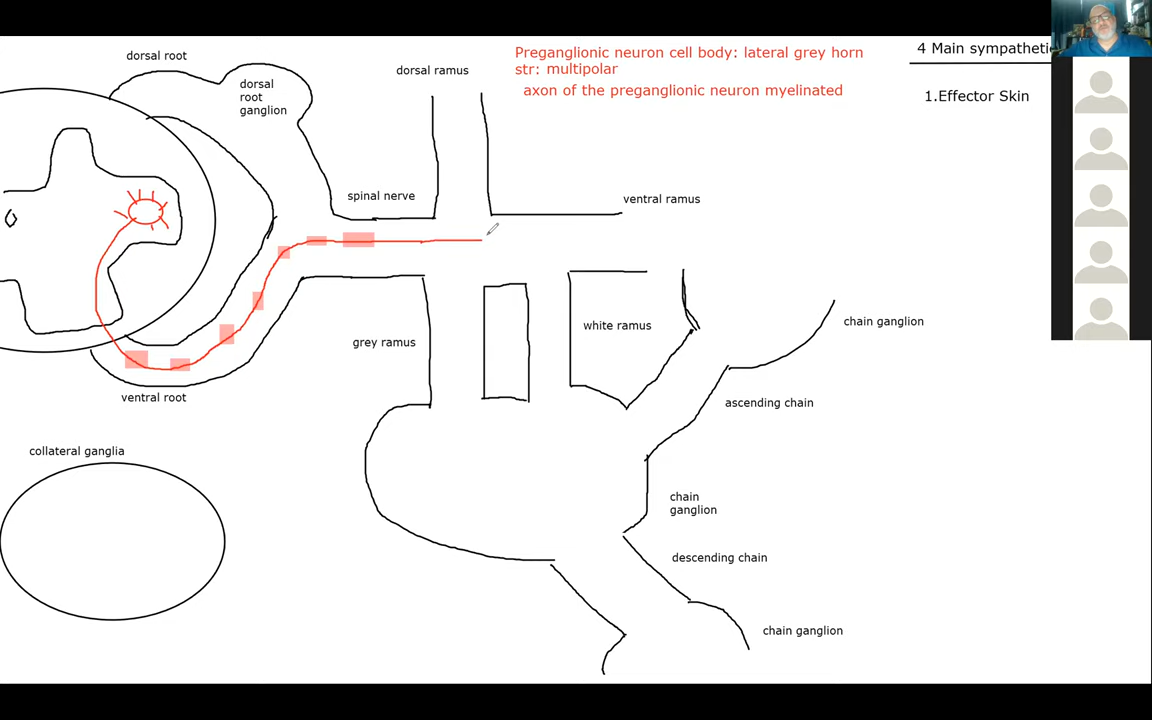 dorsal root
dorsal
root
ganglion
dorsal ramus
Preganglionic neuron cell body: lateral grey horn
str: multipolar
axon of the preganglionic neuron myelinated
4 Main sympathetic
1.Effector Skin
spinal nerve
ventral ramus
grey ramus
white ramus
chain ganglion
ventral root
ascending chain
collateral ganglia
chain
ganglion
descending chain
chain ganglion